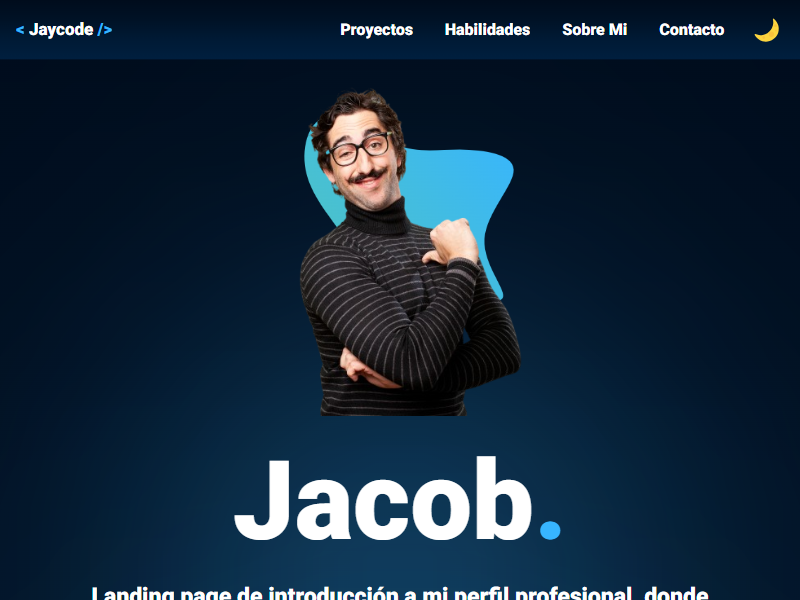 < Jaycode /> Proyectos Habilidades Sobre Mi Contacto
Jacob.
Landing page de introducción a mi perfil profesional, donde